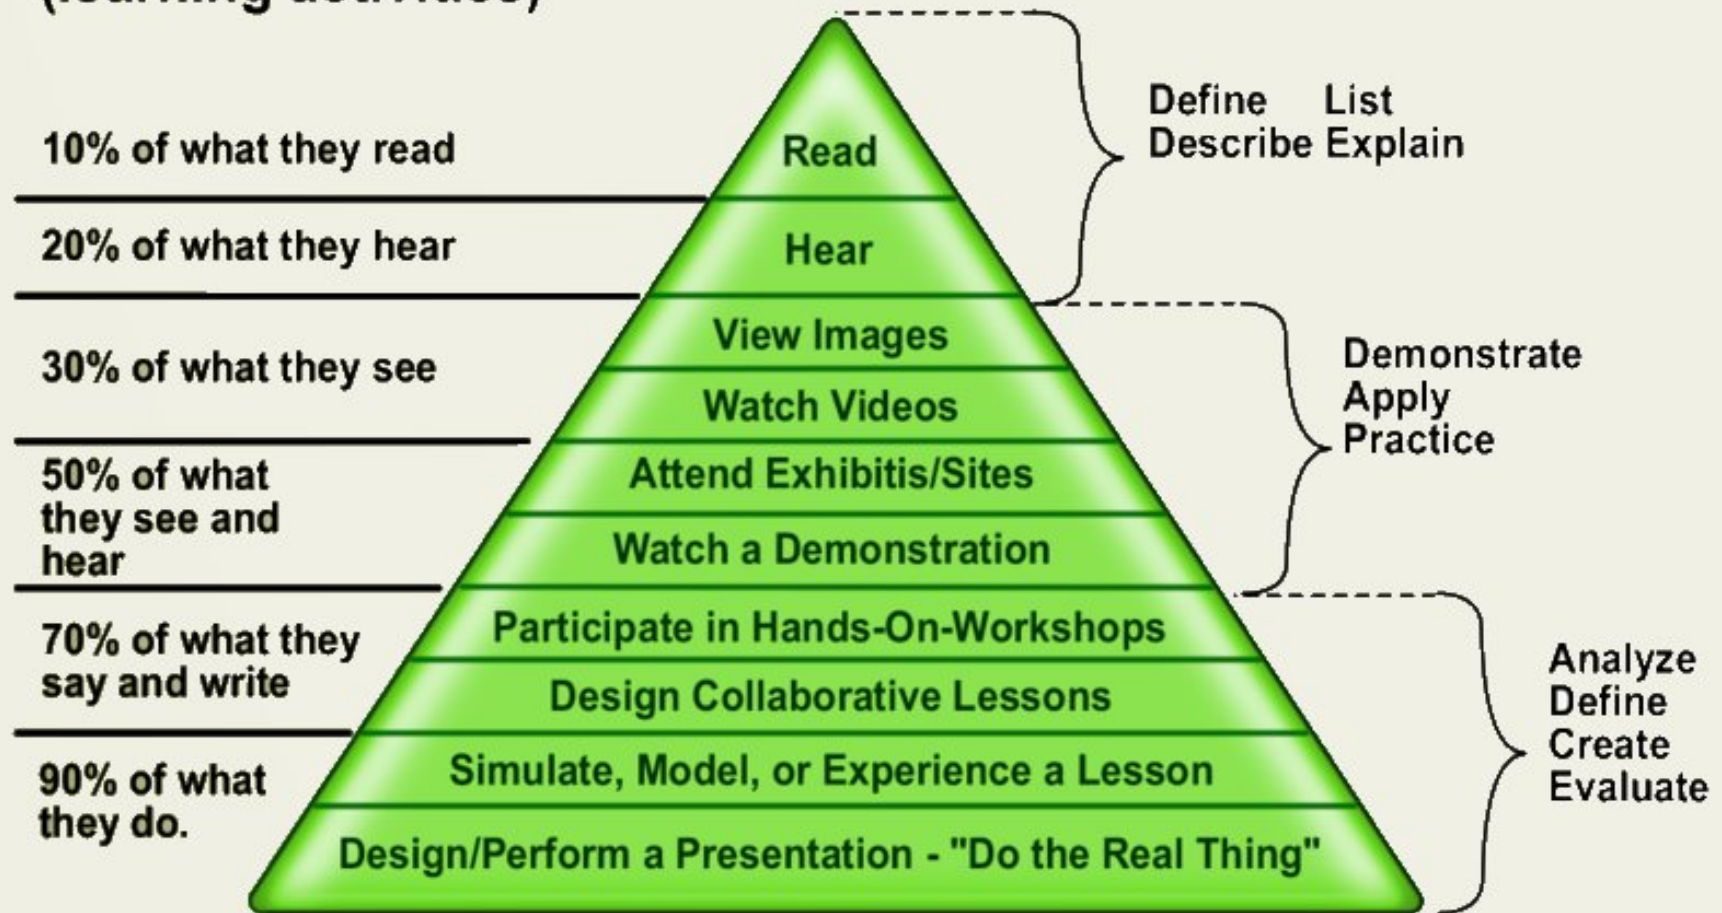 (learning activities)
10% of what they read
20% of what they hear
30% of what they see
50% of what
they see and
hear
70% of what they
say and write
90% of what
they do.
Read
Hear
View Images
Watch Videos
Attend Exhibitis/Sites
Watch a Demonstration
Participate in Hands-On-Workshops
Design Collaborative Lessons
Simulate, Model, or Experience a Lesson
Design/Perform a Presentation - "Do the Real Thing"
Define List
Describe Explain
Demonstrate
Apply
Practice
Analyze
Define
Create
Evaluate